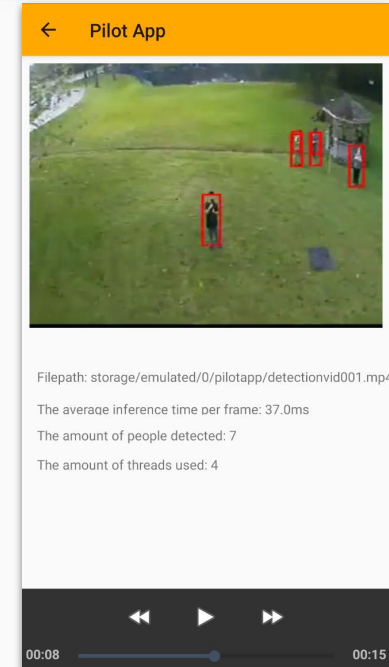 Pilot App
Filepath: storage/emulated/0/pilotapp/detectionvid001.mp4
The average inference time per frame: 37.0ms
The amount of people detected: 7
The amount of threads used: 4
00:08 00:15